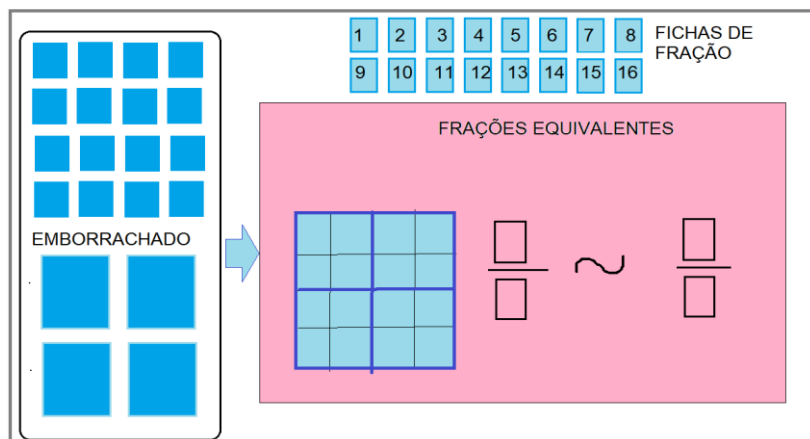 1 2 3 4 5 6 7 8
9 10 11 12 13 14 15 16
FICHAS DE
FRAÇÃO
FRAÇÕES EQUIVALENTES
EMBORRACHADO
~